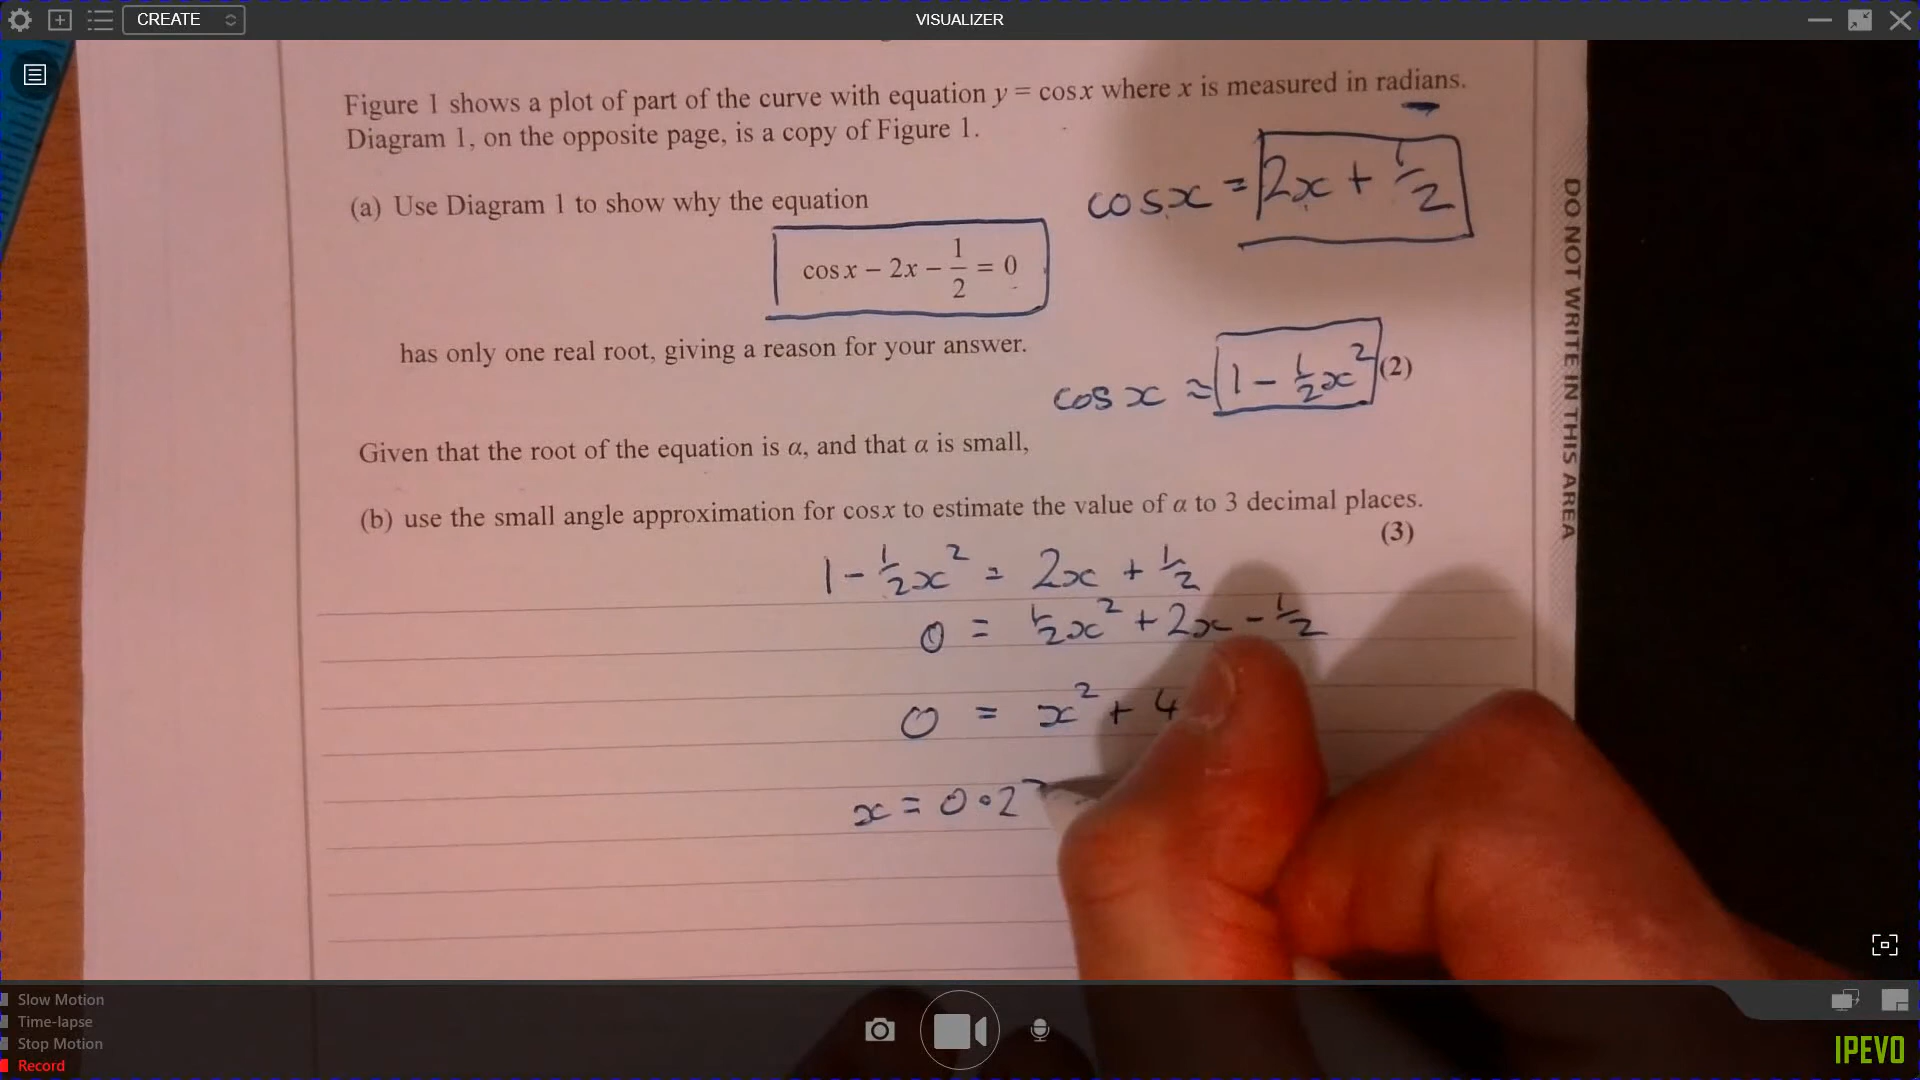 CREATE
VISUALIZER
Figure 1 shows a plot of part of the curve with equation y = cos x where x is measured in radians.
Diagram 1, on the opposite page, is a copy of Figure 1.
cos x = 2x + 1/2
(a) Use Diagram 1 to show why the equation
cos x − 2x − 1/2 = 0
has only one real root, giving a reason for your answer.
(2)
cos x ≈ 1 − 1/2 x²
Given that the root of the equation is α, and that α is small,
(b) use the small angle approximation for cos x to estimate the value of α to 3 decimal places.
(3)
1 − 1/2 x² = 2x + 1/2
0 = 1/2 x² + 2x − 1/2
0 = x² + 4
x = 0.2
DO NOT WRITE IN THIS AREA
Slow Motion
Time-lapse
Stop Motion
Record
IPEVO